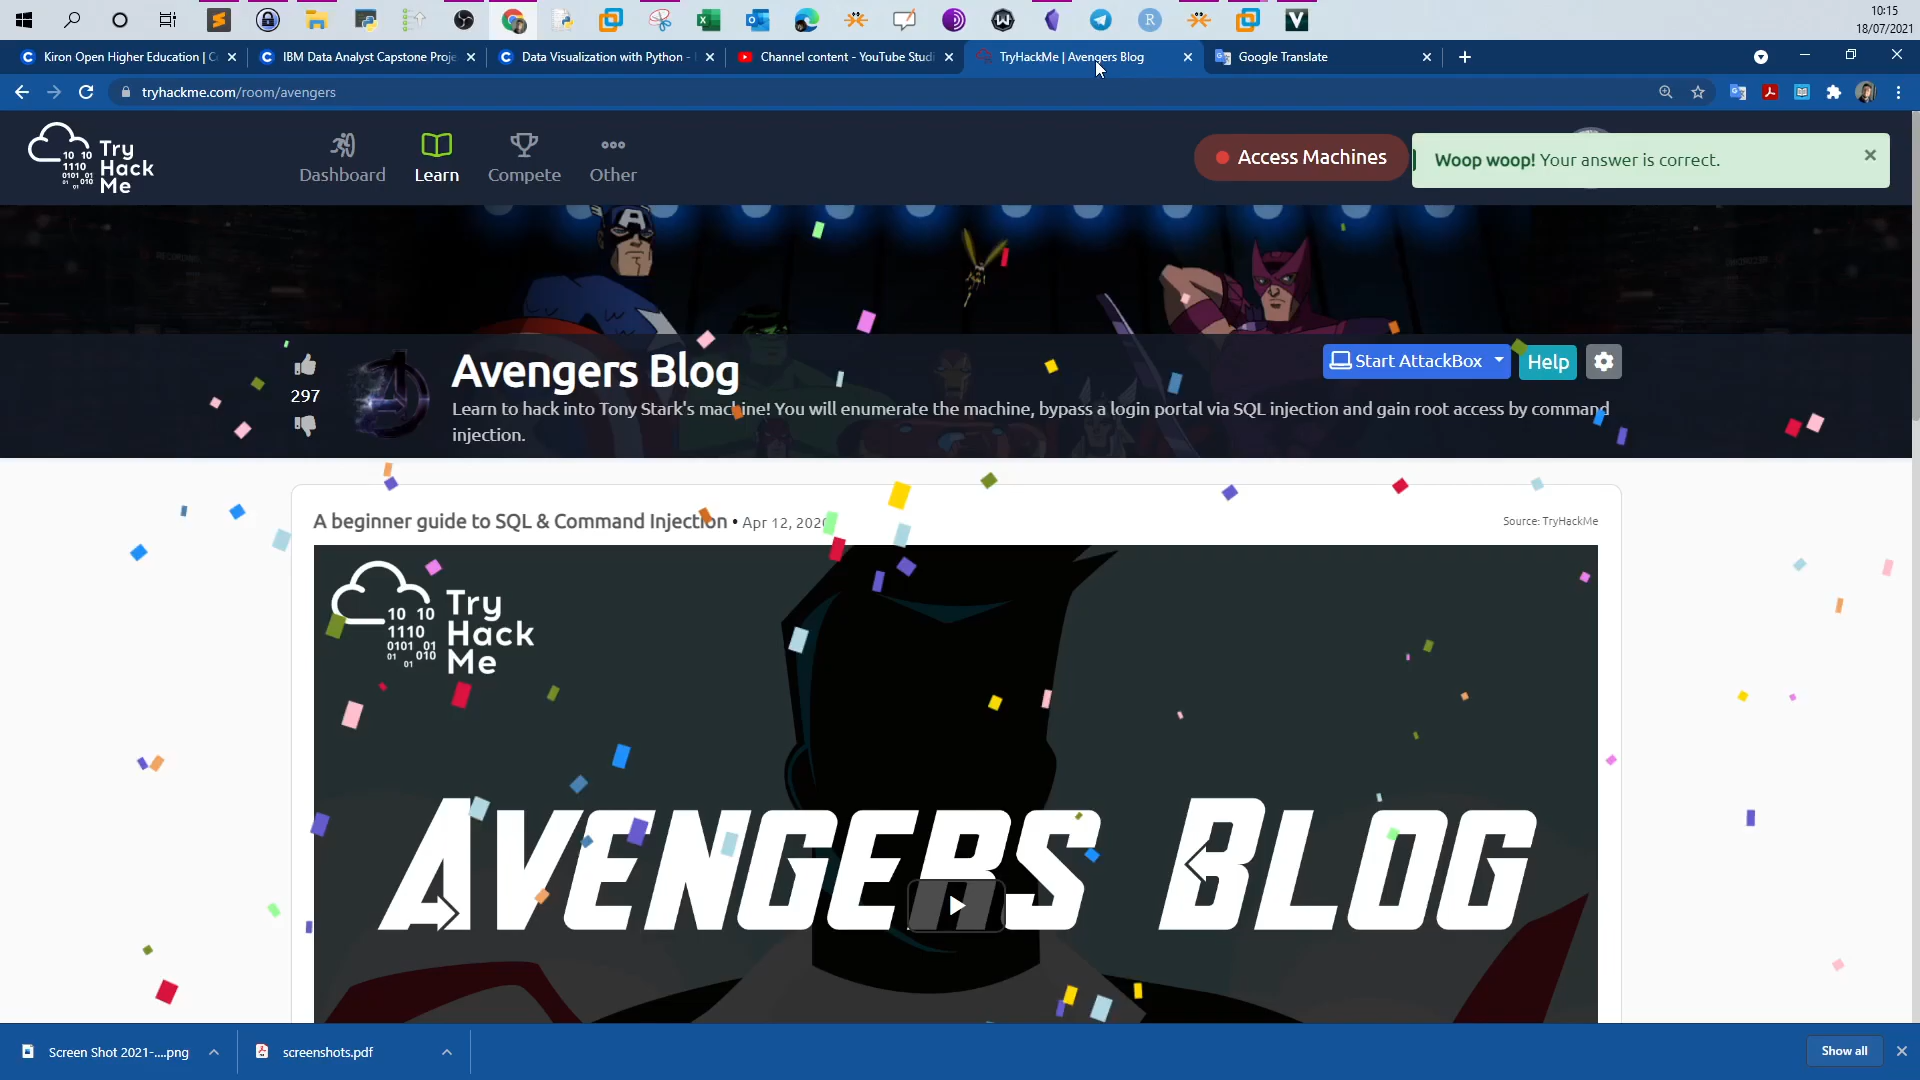 10:15
18/07/2021
Kiron Open Higher Education | C
IBM Data Analyst Capstone Proje
Data Visualization with Python -
Channel content - YouTube Studi
TryHackMe | Avengers Blog
Google Translate
tryhackme.com/room/avengers
Try
Hack
Me
10 10
1110
0101 01
01 010
Dashboard
Learn
Compete
Other
Access Machines
Woop woop! Your answer is correct.
297
Avengers Blog
Start AttackBox
Help
Learn to hack into Tony Stark's machine! You will enumerate the machine, bypass a login portal via SQL injection and gain root access by command
injection.
A beginner guide to SQL & Command Injection • Apr 12, 2020
Source: TryHackMe
10 10
1110
0101 01
01 010
Try
Hack
Me
AVENGERS BLOG
Screen Shot 2021-....png
screenshots.pdf
Show all